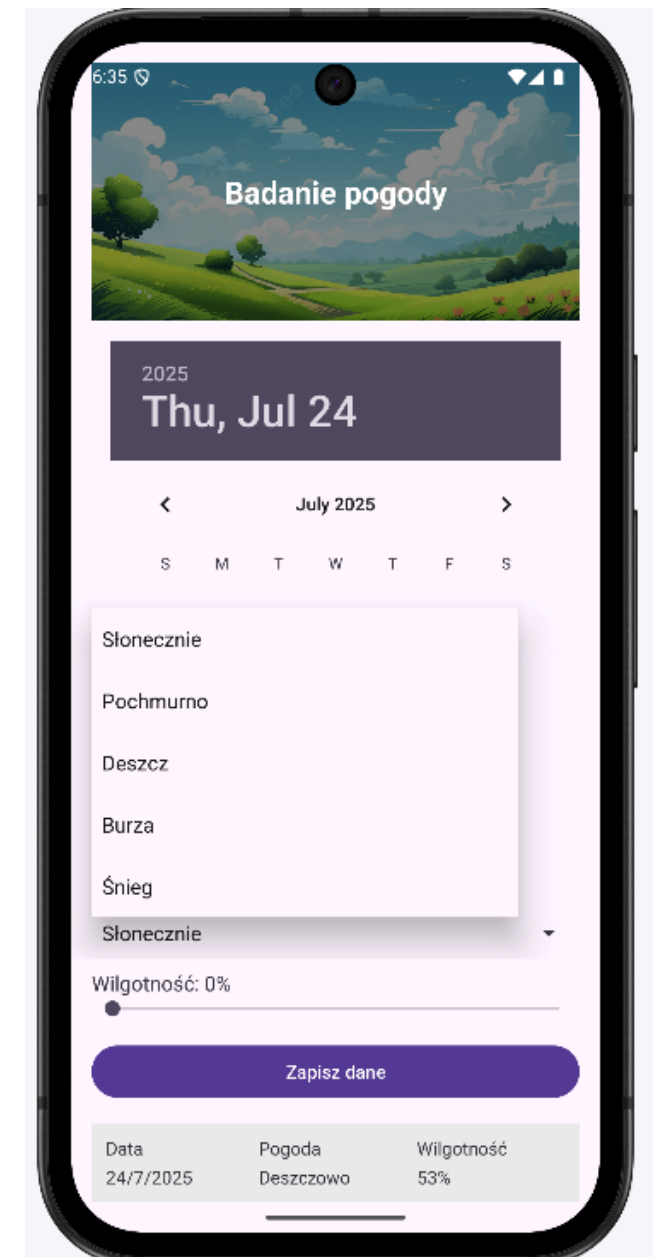 6:35
Badanie pogody
2025
Thu, Jul 24
July 2025
S M T W T F S
Słonecznie
Pochmurno
Deszcz
Burza
Śnieg
Słonecznie
Wilgotność: 0%
Zapisz dane
Data Pogoda Wilgotność
24/7/2025 Deszczowo 53%